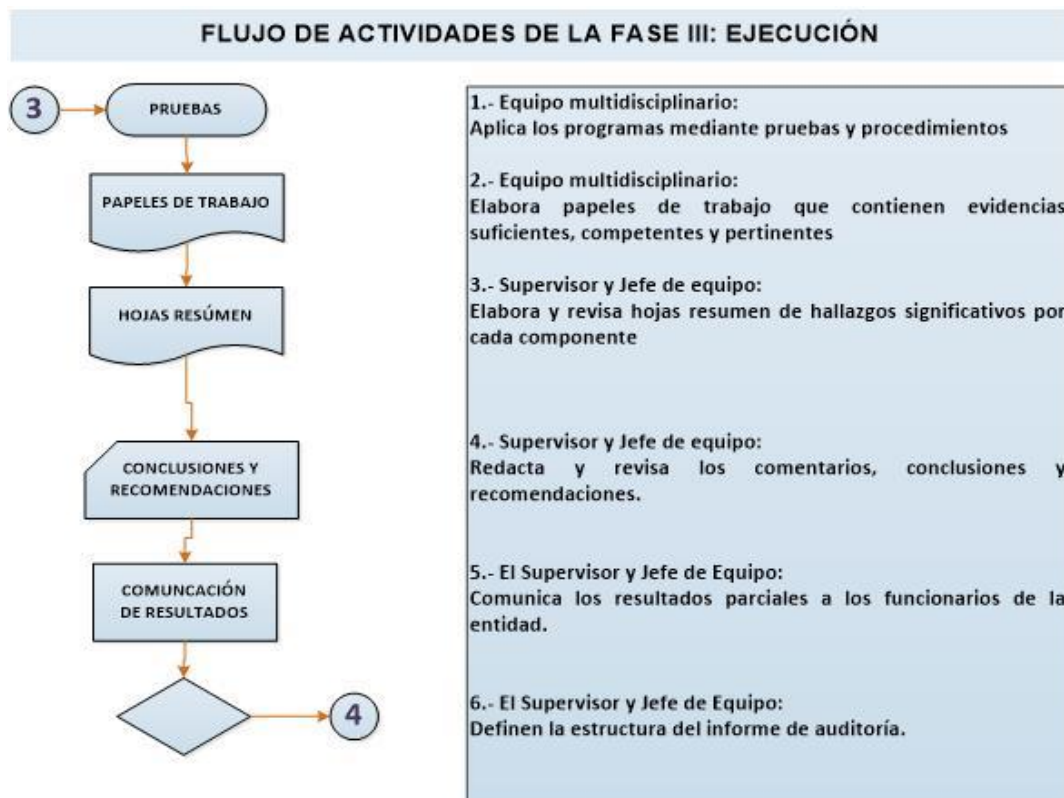 FLUJO DE ACTIVIDADES DE LA FASE III: EJECUCIÓN
3
PRUEBAS
PAPELES DE TRABAJO
HOJAS RESÚMEN
CONCLUSIONES Y
RECOMENDACIONES
COMUNCACIÓN
DE RESULTADOS
4
1.- Equipo multidisciplinario:
Aplica los programas mediante pruebas y procedimientos
2.- Equipo multidisciplinario:
Elabora papeles de trabajo que contienen evidencias
suficientes, competentes y pertinentes
3.- Supervisor y Jefe de equipo:
Elabora y revisa hojas resumen de hallazgos significativos por
cada componente
4.- Supervisor y Jefe de equipo:
Redacta y revisa los comentarios, conclusiones y
recomendaciones.
5.- El Supervisor y Jefe de Equipo:
Comunica los resultados parciales a los funcionarios de la
entidad.
6.- El Supervisor y Jefe de Equipo:
Definen la estructura del informe de auditoría.